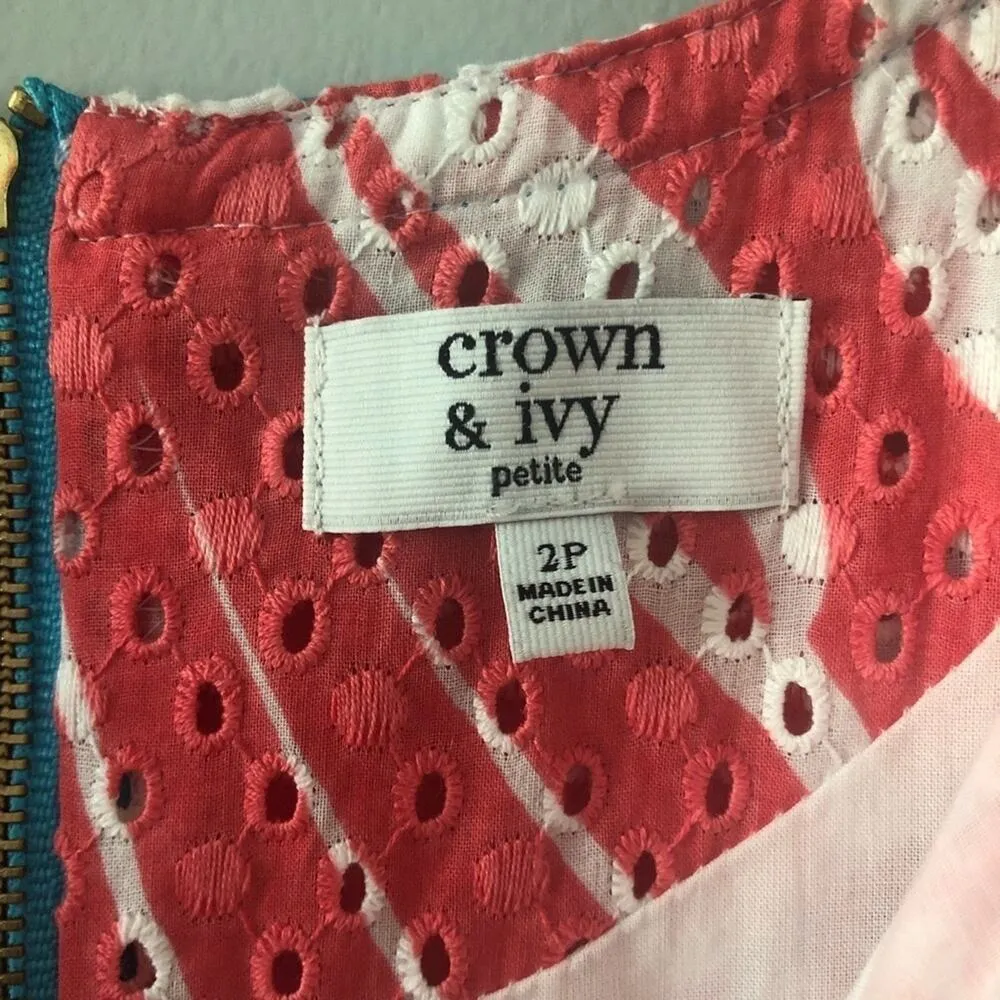 crown
& ivy
petite
2P
MADE IN
CHINA